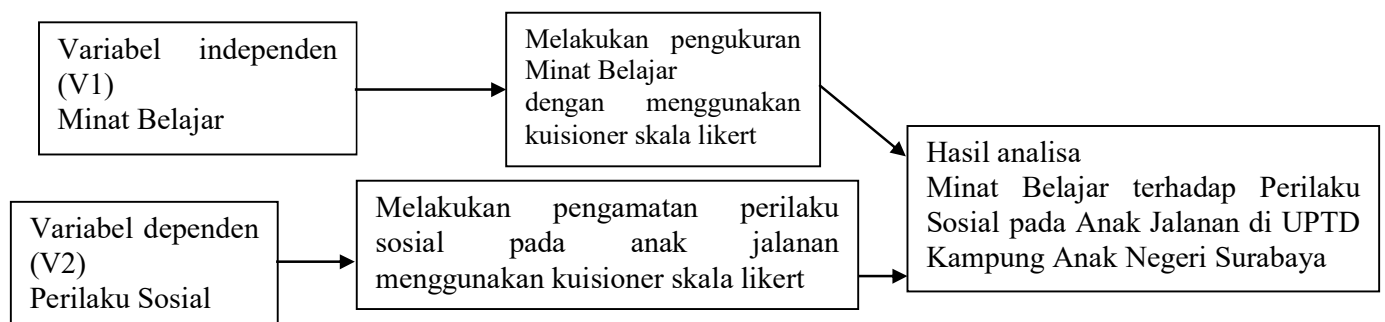 Variabel independen
(V1)
Minat Belajar
Melakukan pengukuran
Minat Belajar
dengan menggunakan
kuisioner skala likert
Variabel dependen
(V2)
Perilaku Sosial
Melakukan pengamatan perilaku
sosial pada anak jalanan
menggunakan kuisioner skala likert
Hasil analisa
Minat Belajar terhadap Perilaku
Sosial pada Anak Jalanan di UPTD
Kampung Anak Negeri Surabaya